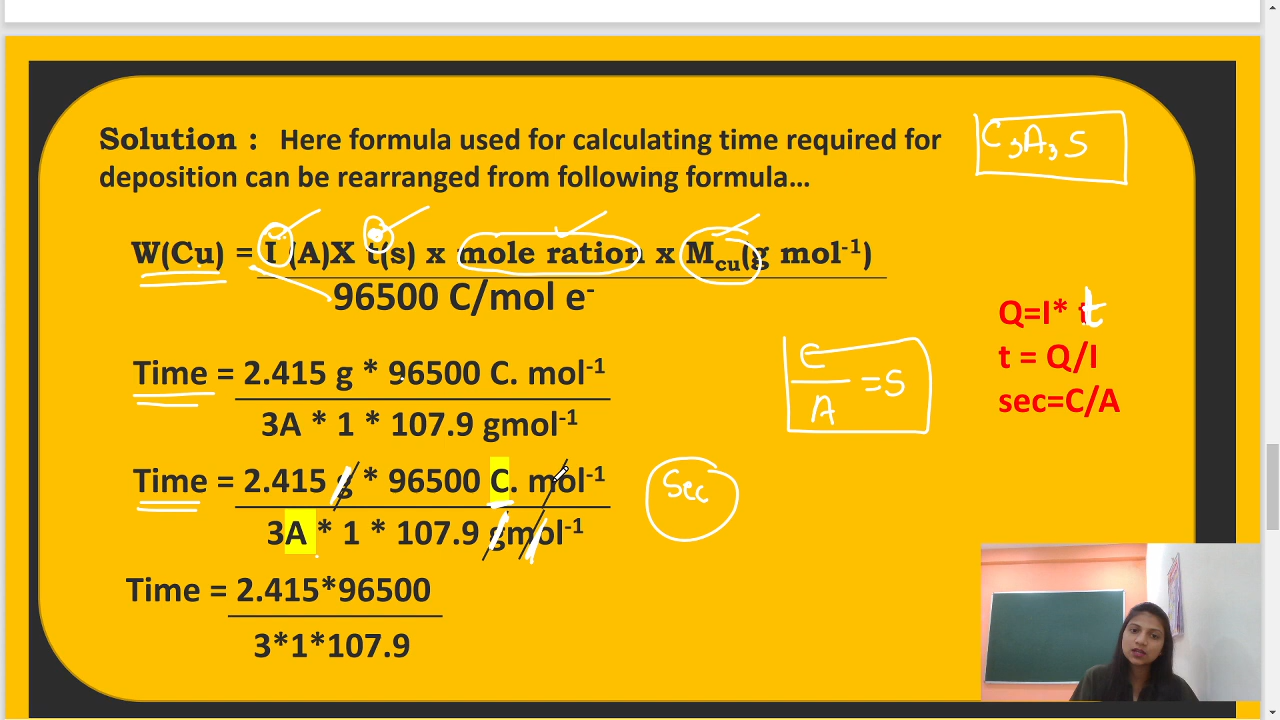 Solution : Here formula used for calculating time required for
deposition can be rearranged from following formula…
C, A, S
W(Cu) = I (A)X t(s) x mole ration x Mcu(g mol-1)
96500 C/mol e-
Q=I* t
t = Q/I
sec=C/A
C
A
=S
Time = 2.415 g * 96500 C. mol-1
3A * 1 * 107.9 gmol-1
Time = 2.415 g * 96500 C. mol-1
3A * 1 * 107.9 gmol-1
Sec
Time = 2.415*96500
3*1*107.9